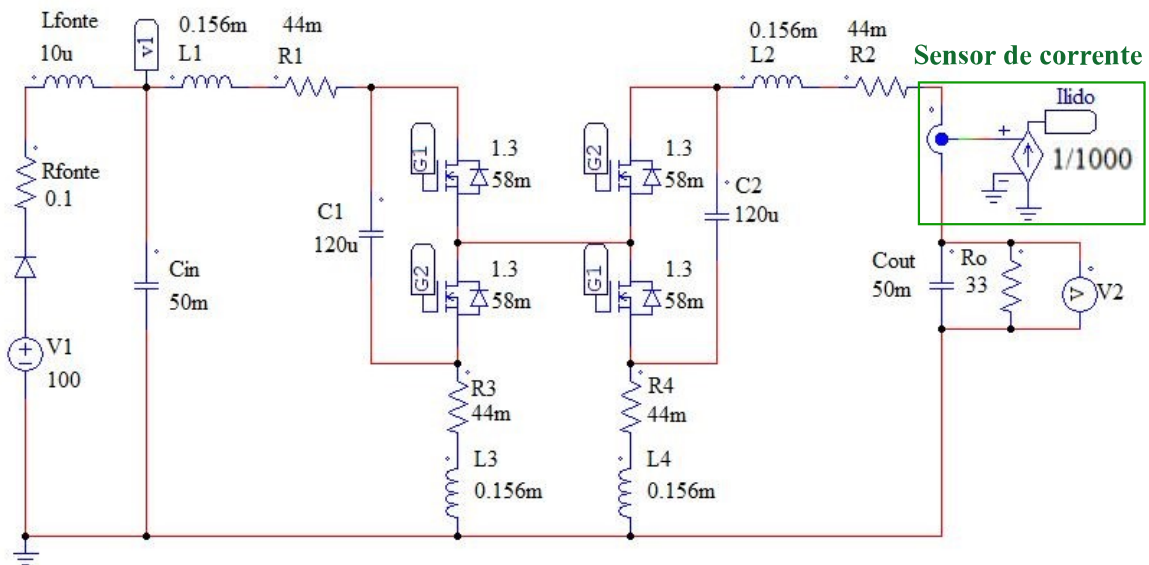 Lfonte
10u
v1
0.156m
L1
44m
R1
0.156m
L2
44m
R2
Sensor de corrente
Ilido
+
-
1/1000
Rfonte
0.1
Cin
50m
V1
100
C1
120u
G1
1.3
58m
G2
1.3
58m
C2
120u
G2
1.3
58m
G1
1.3
58m
Cout
50m
Ro
33
V
V2
R3
44m
L3
0.156m
R4
44m
L4
0.156m